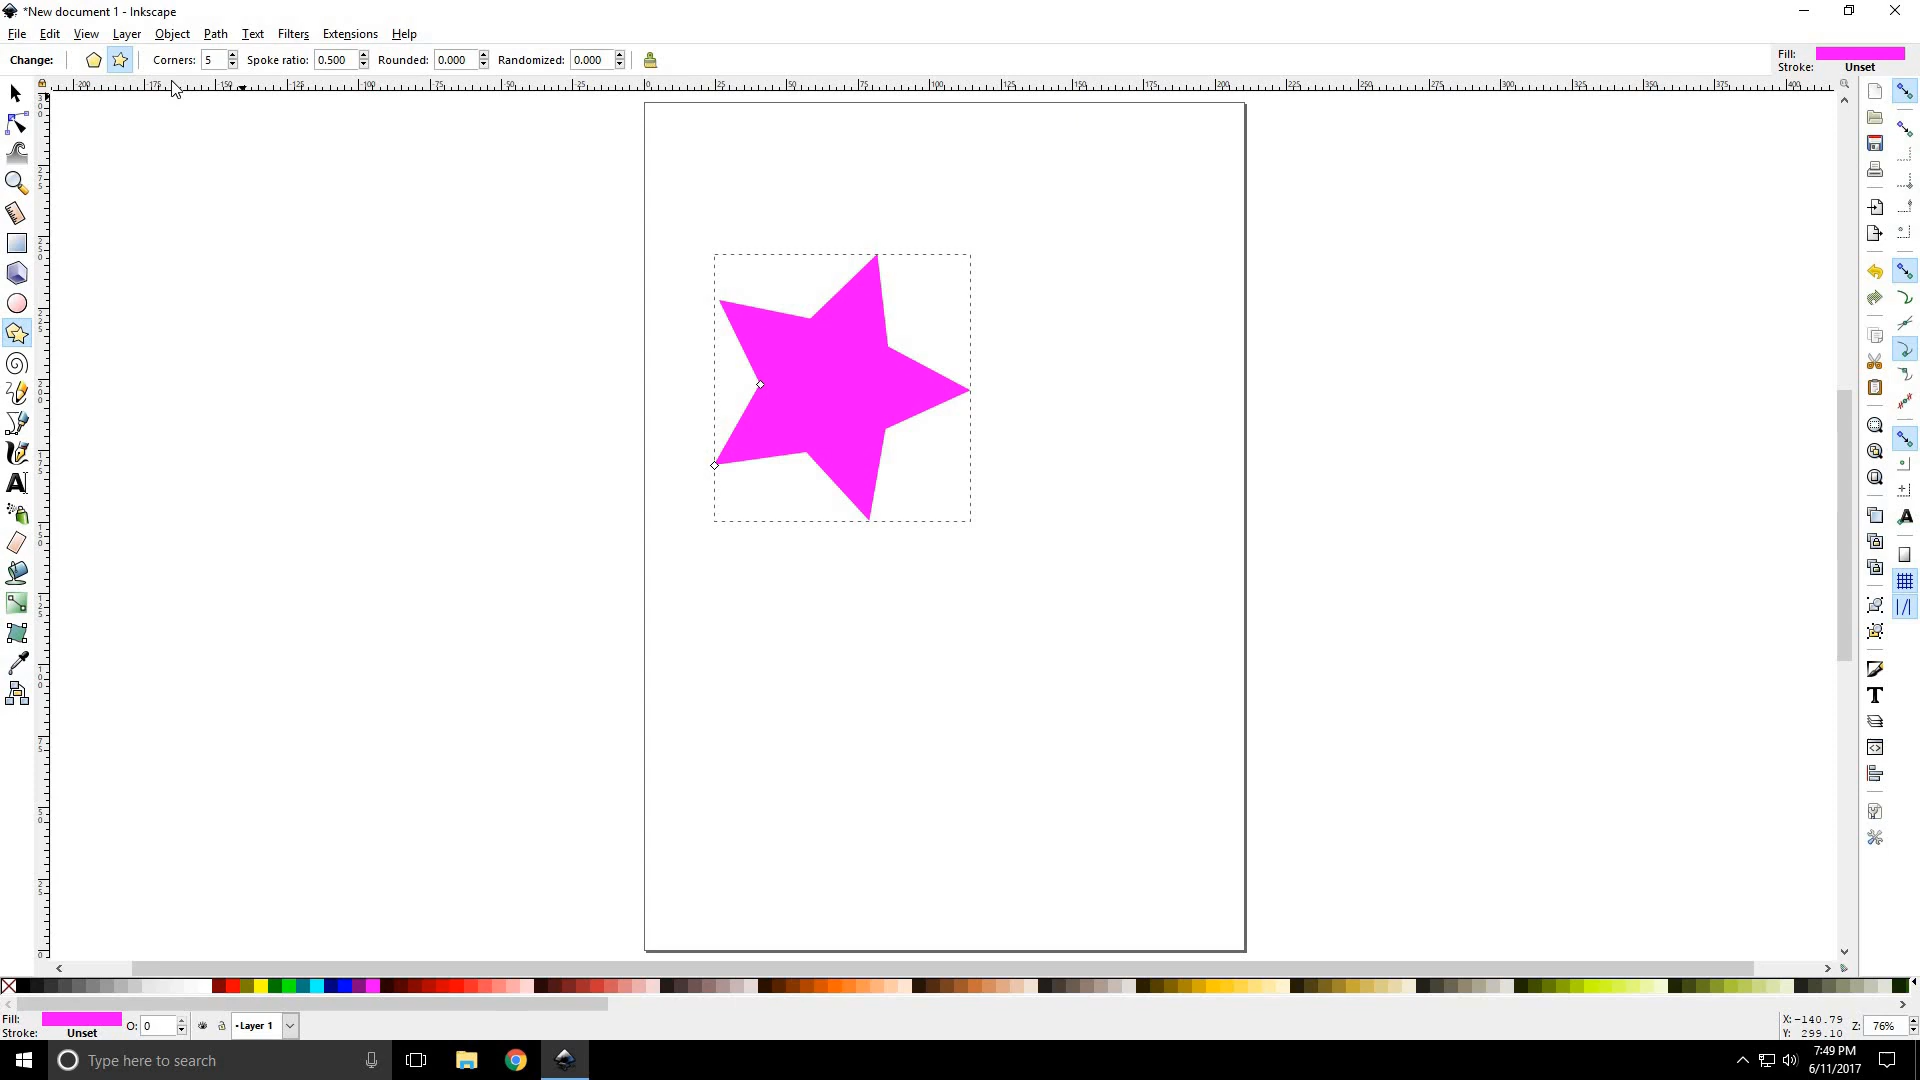 *New document 1 - Inkscape
File Edit View Layer Object Path Text Filters Extensions Help
Change: Corners: 5 Spoke ratio: 0.500 Rounded: 0.000 Randomized: 0.000
Fill:
Stroke: Unset
Fill:
Stroke: Unset
O: 0
•Layer 1
X: -140.79
Y: 299.10
Z: 76%
Type here to search
7:49 PM
6/11/2017